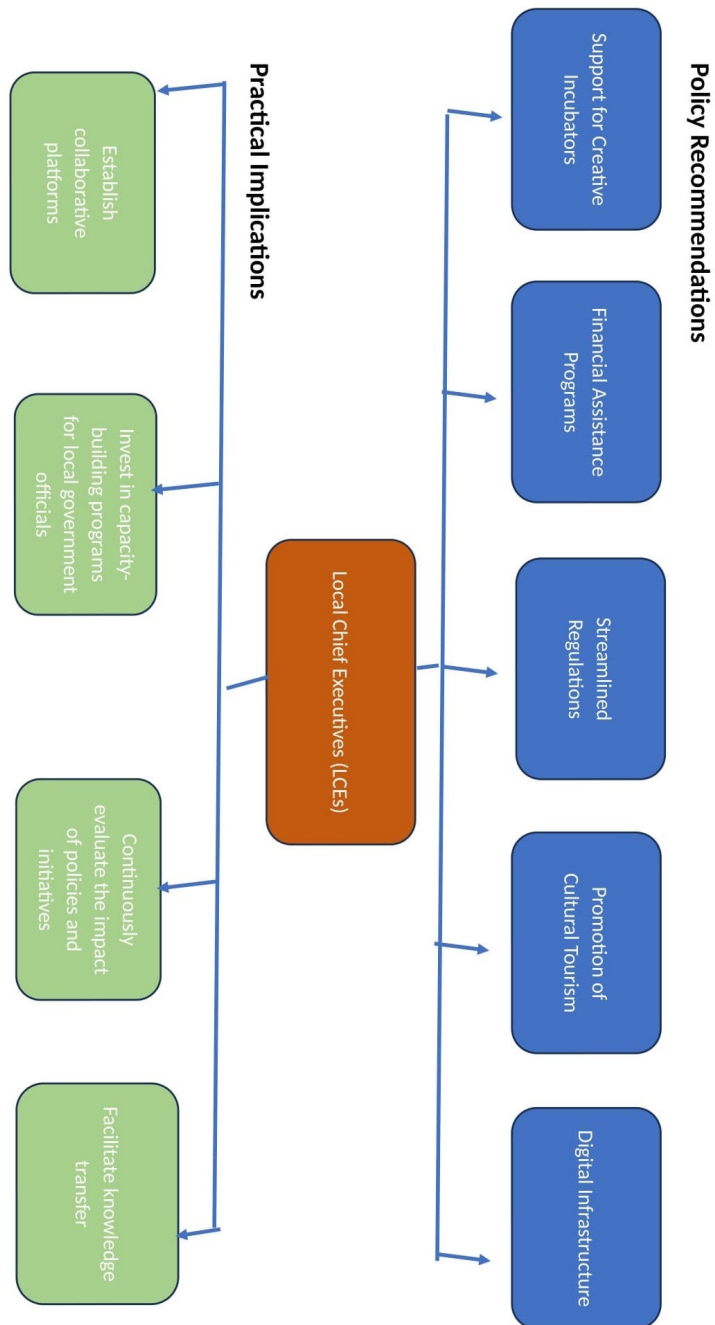 Policy Recommendations
Support for Creative
Incubators
Financial Assistance
Programs
Streamlined
Regulations
Promotion of
Cultural Tourism
Digital Infrastructure
Local Chief Executives (LCEs)
Practical Implications
Establish
collaborative
platforms
Invest in capacity-
building programs
for local government
officials
Continuously
evaluate the impact
of policies and
initiatives
Facilitate knowledge
transfer